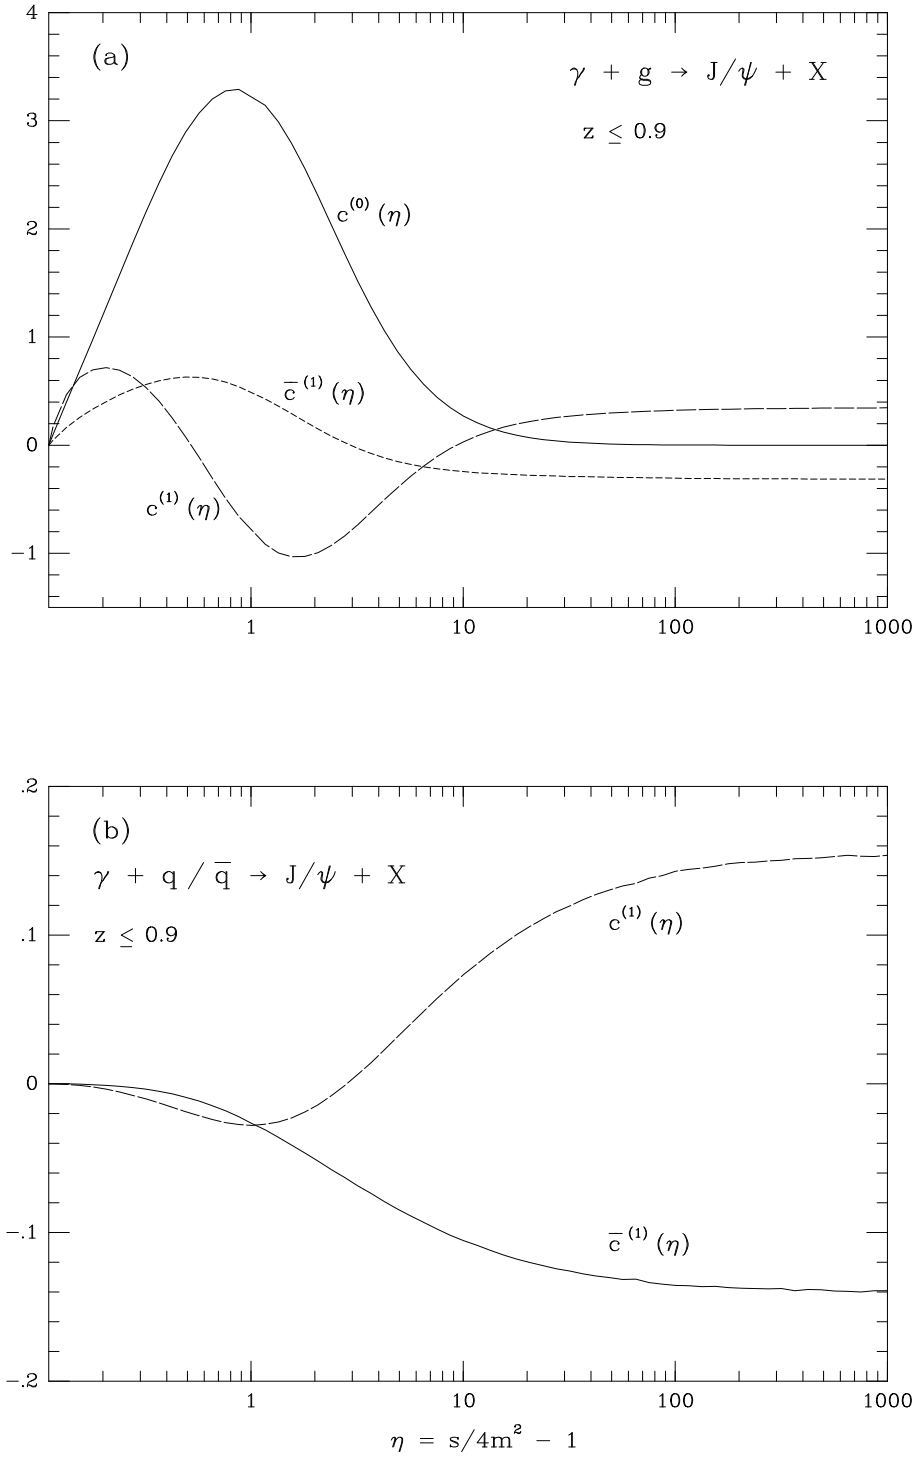 4
(a)
γ + g → J/ψ + X
3
z ≤ 0.9
c⁽⁰⁾(η)
2
1
c̅⁽¹⁾(η)
0
c⁽¹⁾(η)
−1
1 10 100 1000
.2
(b)
γ + q / q̅ → J/ψ + X
c⁽¹⁾(η)
.1
z ≤ 0.9
0
−.1
c̅⁽¹⁾(η)
−.2
1 10 100 1000
η = s/4m² − 1